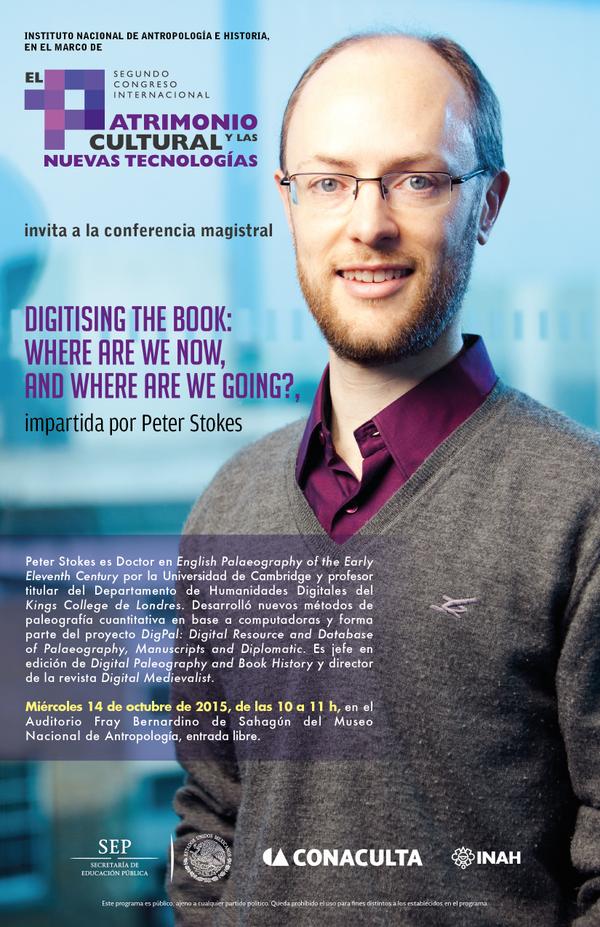 INSTITUTO NACIONAL DE ANTROPOLOGÍA E HISTORIA,
EN EL MARCO DE
EL
SEGUNDO
CONGRESO
INTERNACIONAL
PATRIMONIO
CULTURAL Y LAS
NUEVAS TECNOLOGÍAS
invita a la conferencia magistral
DIGITISING THE BOOK:
WHERE ARE WE NOW,
AND WHERE ARE WE GOING?,
impartida por Peter Stokes
Peter Stokes es Doctor en English Palaeography of the Early
Eleventh Century por la Universidad de Cambridge y profesor
titular del Departamento de Humanidades Digitales del
Kings College de Londres. Desarrolló nuevos métodos de
paleografía cuantitativa en base a computadoras y forma
parte del proyecto DigPal: Digital Resource and Database
of Palaeography, Manuscripts and Diplomatic. Es jefe en
edición de Digital Paleography and Book History y director
de la revista Digital Medievalist.
Miércoles 14 de octubre de 2015, de las 10 a 11 h, en el
Auditorio Fray Bernardino de Sahagún del Museo
Nacional de Antropología, entrada libre.
SEP
SECRETARÍA DE
EDUCACIÓN PÚBLICA
ESTADOS UNIDOS MEXICANOS
CONACULTA
INAH
Este programa es público, ajeno a cualquier partido político. Queda prohibido el uso para fines distintos a los establecidos en el programa.